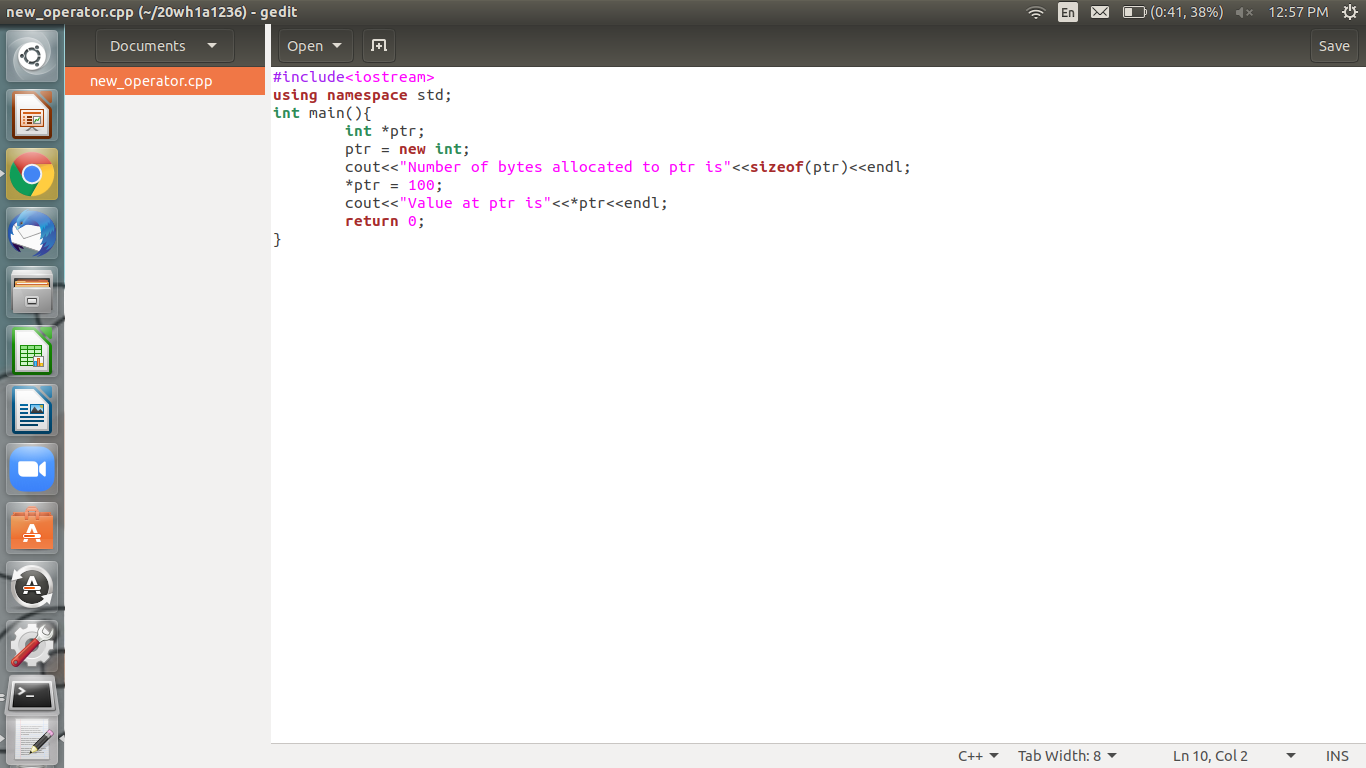 new_operator.cpp (~/20wh1a1236) - gedit
En
(0:41, 38%)
12:57 PM
Documents
Open
Save
new_operator.cpp
#include<iostream>
using namespace std;
int main(){
        int *ptr;
        ptr = new int;
        cout<<"Number of bytes allocated to ptr is"<<sizeof(ptr)<<endl;
        *ptr = 100;
        cout<<"Value at ptr is"<<*ptr<<endl;
        return 0;
}
C++
Tab Width: 8
Ln 10, Col 2
INS